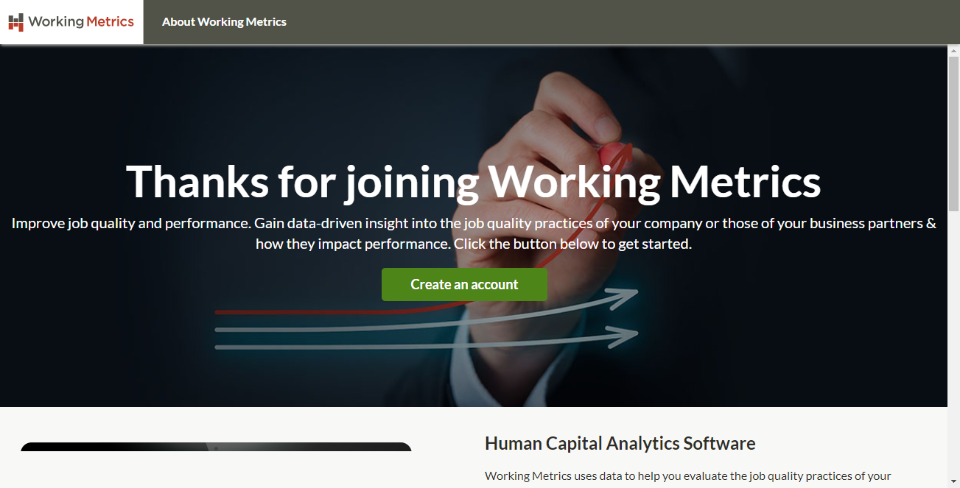 Working Metrics
About Working Metrics
Thanks for joining Working Metrics
Improve job quality and performance. Gain data-driven insight into the job quality practices of your company or those of your business partners &
how they impact performance. Click the button below to get started.
Create an account
Human Capital Analytics Software
Working Metrics uses data to help you evaluate the job quality practices of your